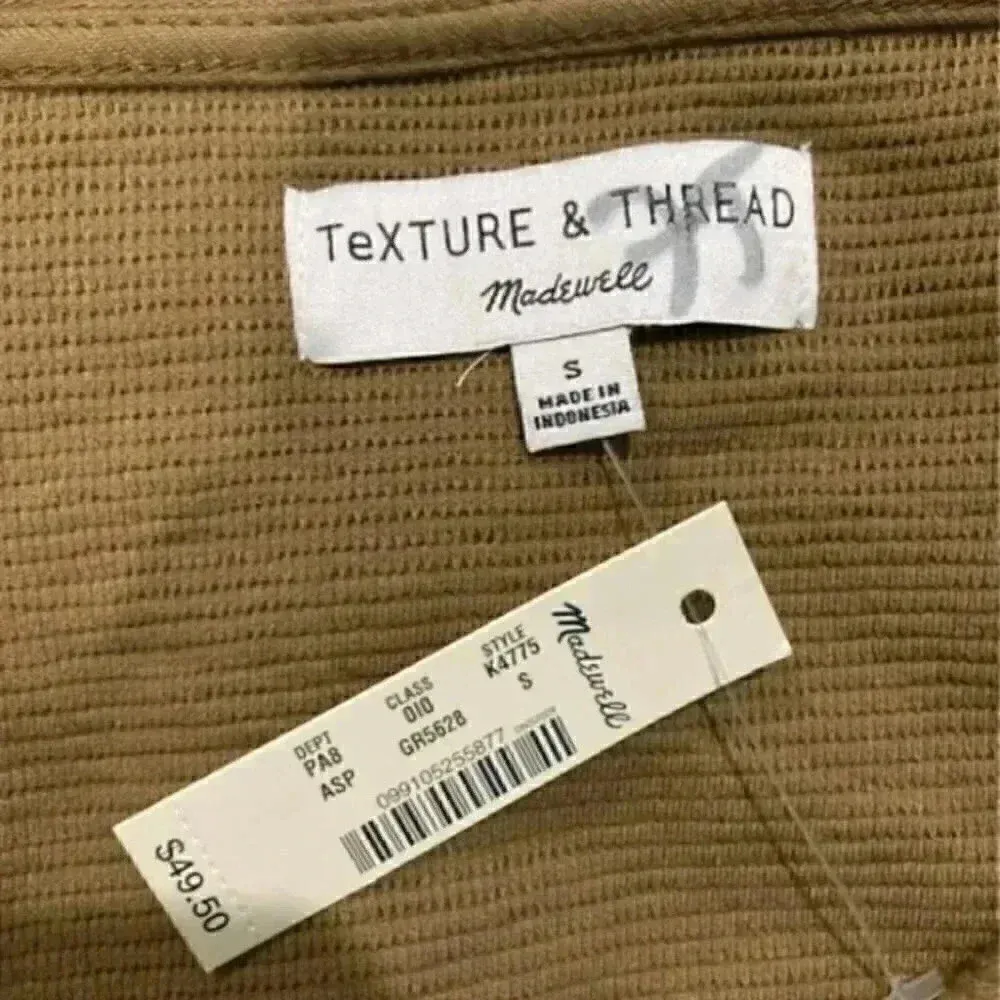 TeXTURE & THREAD
Madewell
S
MADE IN
INDONESIA
Madewell
DEPT CLASS STYLE
PA8 010 K4775
ASP GR5628 S
099105255877
$49.50